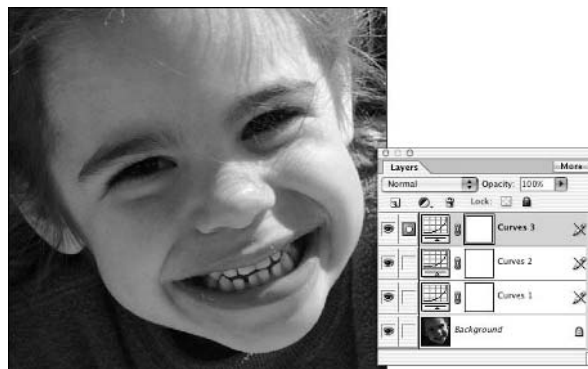 Layers
More
Normal
Opacity: 100%
Lock:
Curves 3
Curves 2
Curves 1
Background